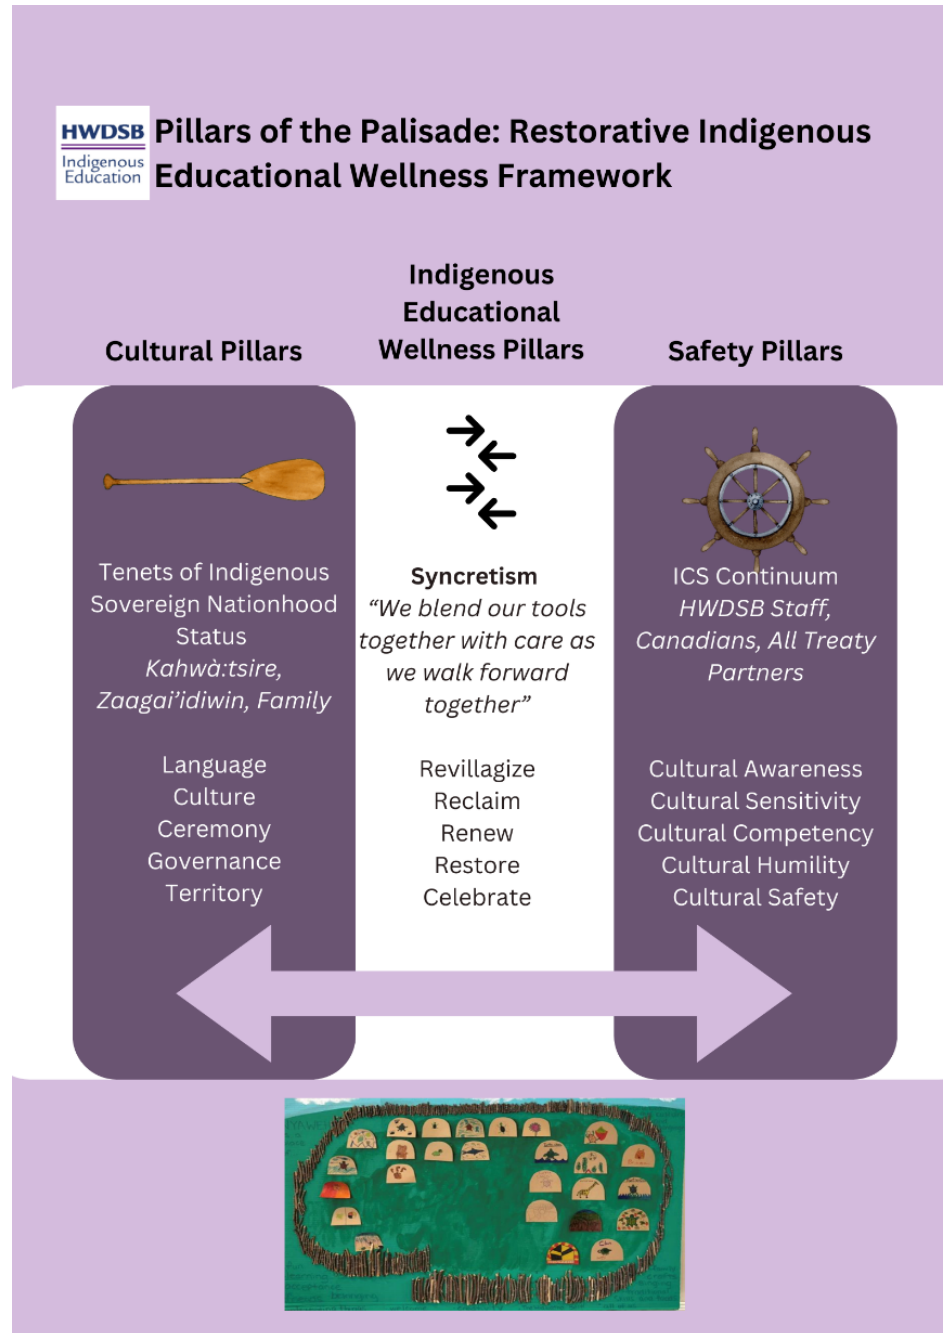 HWDSB
Indigenous
Education
Pillars of the Palisade: Restorative Indigenous
Educational Wellness Framework
Cultural Pillars
Indigenous
Educational
Wellness Pillars
Safety Pillars
Tenets of Indigenous
Sovereign Nationhood
Status
Kahwà:tsire,
Zaagai’idiwin, Family
Language
Culture
Ceremony
Governance
Territory
Syncretism
“We blend our tools
together with care as
we walk forward
together”
Revillagize
Reclaim
Renew
Restore
Celebrate
ICS Continuum
HWDSB Staff,
Canadians, All Treaty
Partners
Cultural Awareness
Cultural Sensitivity
Cultural Competency
Cultural Humility
Cultural Safety